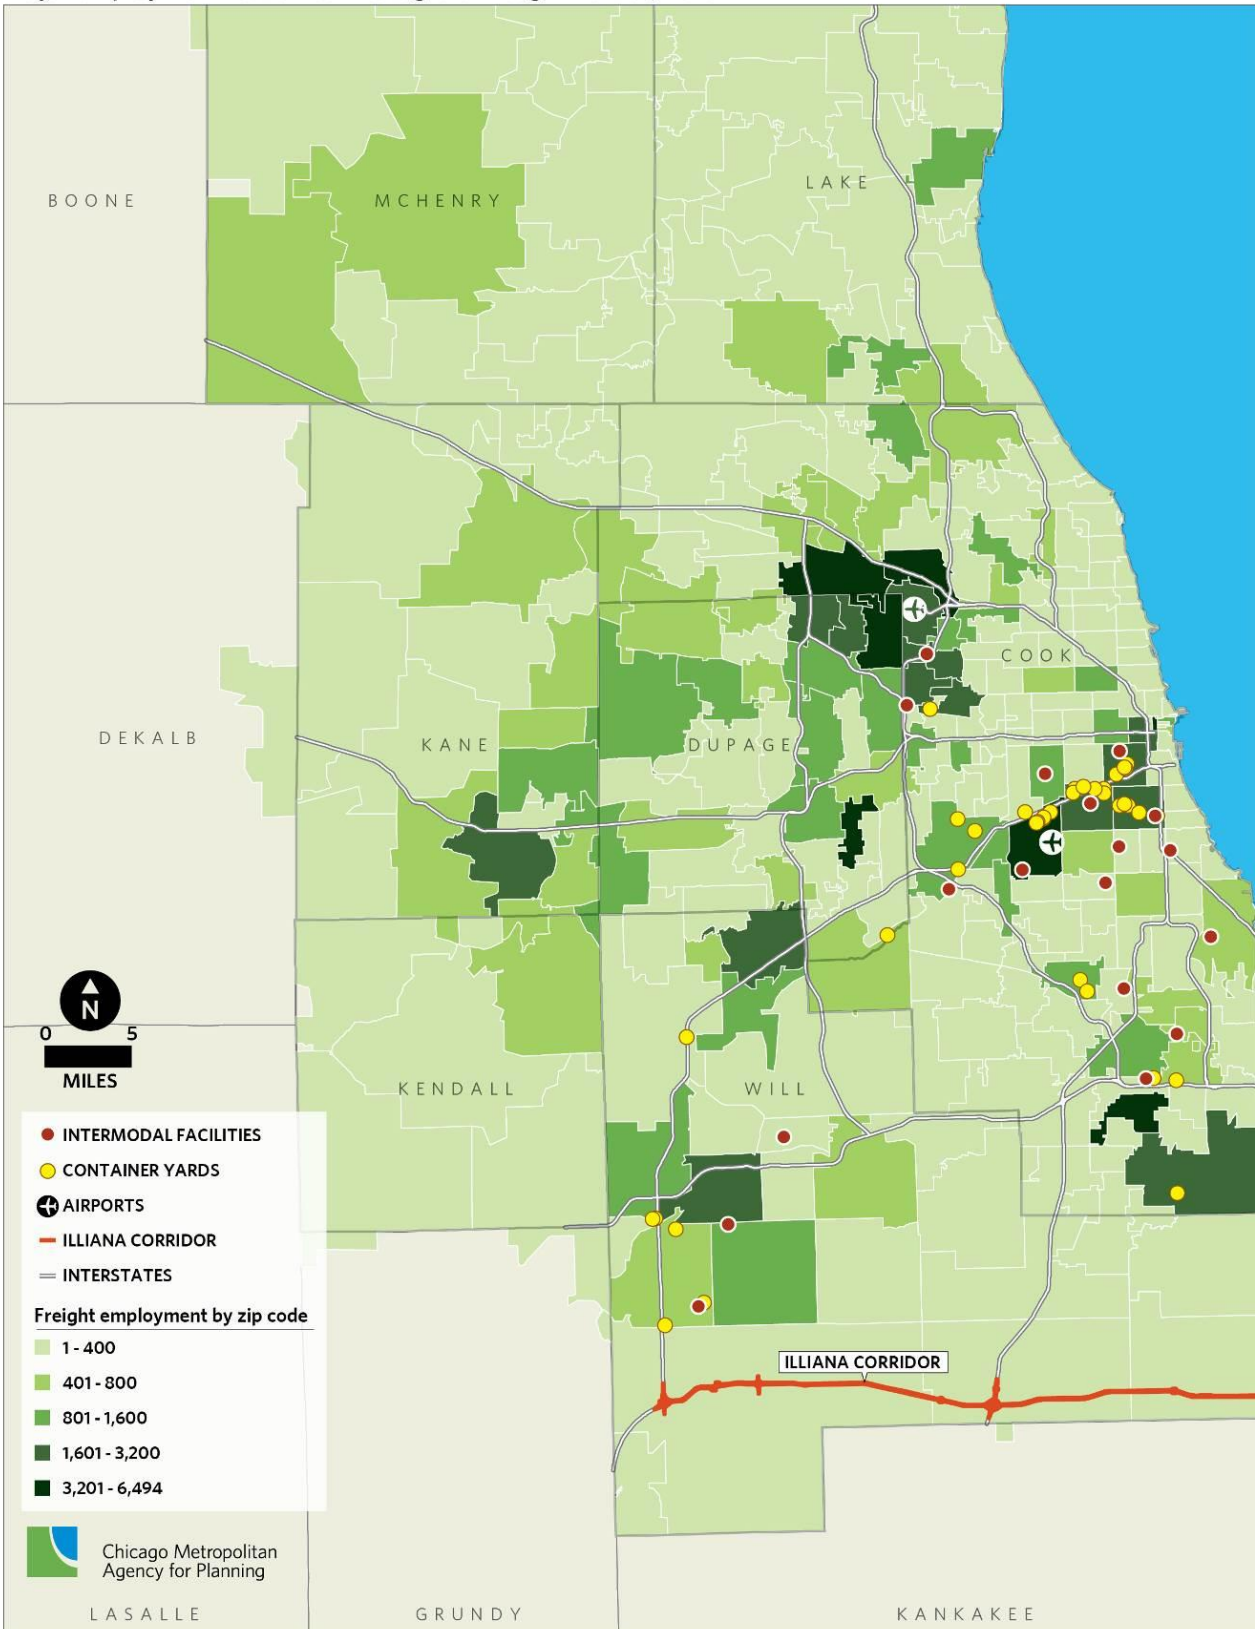 BOONE
MCHENRY
LAKE
COOK
DEKALB
KANE
DUPAGE
KENDALL
WILL
N
0 5
MILES
INTERMODAL FACILITIES
CONTAINER YARDS
AIRPORTS
ILLIANA CORRIDOR
INTERSTATES
Freight employment by zip code
1 - 400
401 - 800
801 - 1,600
1,601 - 3,200
3,201 - 6,494
ILLIANA CORRIDOR
Chicago Metropolitan
Agency for Planning
LASALLE
GRUNDY
KANKAKEE